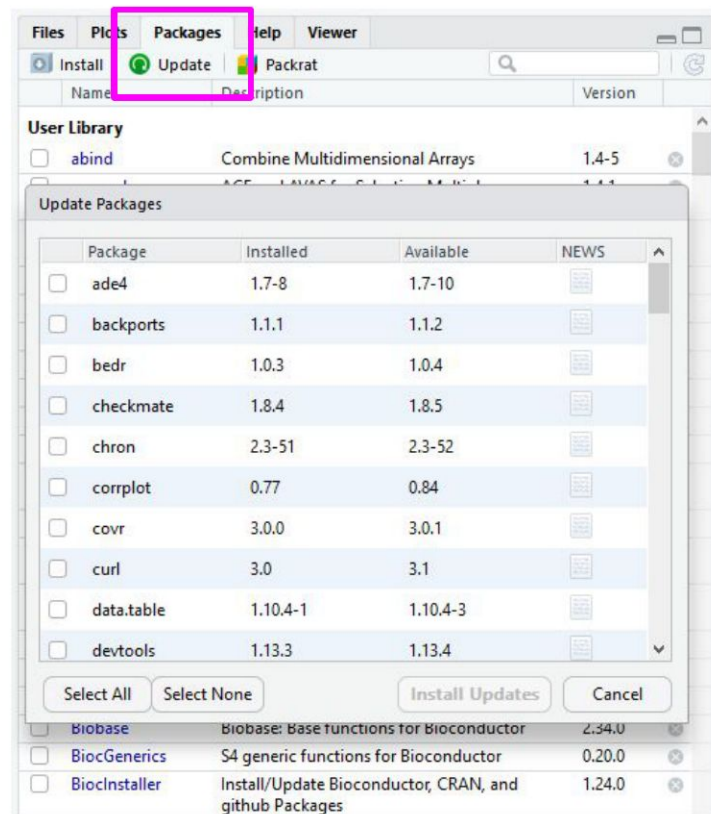 Files Plots Packages Help Viewer
Install Update Packrat
Name Description Version
User Library
abind Combine Multidimensional Arrays 1.4-5
Update Packages
Package Installed Available NEWS
ade4 1.7-8 1.7-10
backports 1.1.1 1.1.2
bedr 1.0.3 1.0.4
checkmate 1.8.4 1.8.5
chron 2.3-51 2.3-52
corrplot 0.77 0.84
covr 3.0.0 3.0.1
curl 3.0 3.1
data.table 1.10.4-1 1.10.4-3
devtools 1.13.3 1.13.4
Select All Select None Install Updates Cancel
Biobase Biobase: Base functions for Bioconductor 2.34.0
BiocGenerics S4 generic functions for Bioconductor 0.20.0
BiocInstaller Install/Update Bioconductor, CRAN, and 1.24.0
github Packages